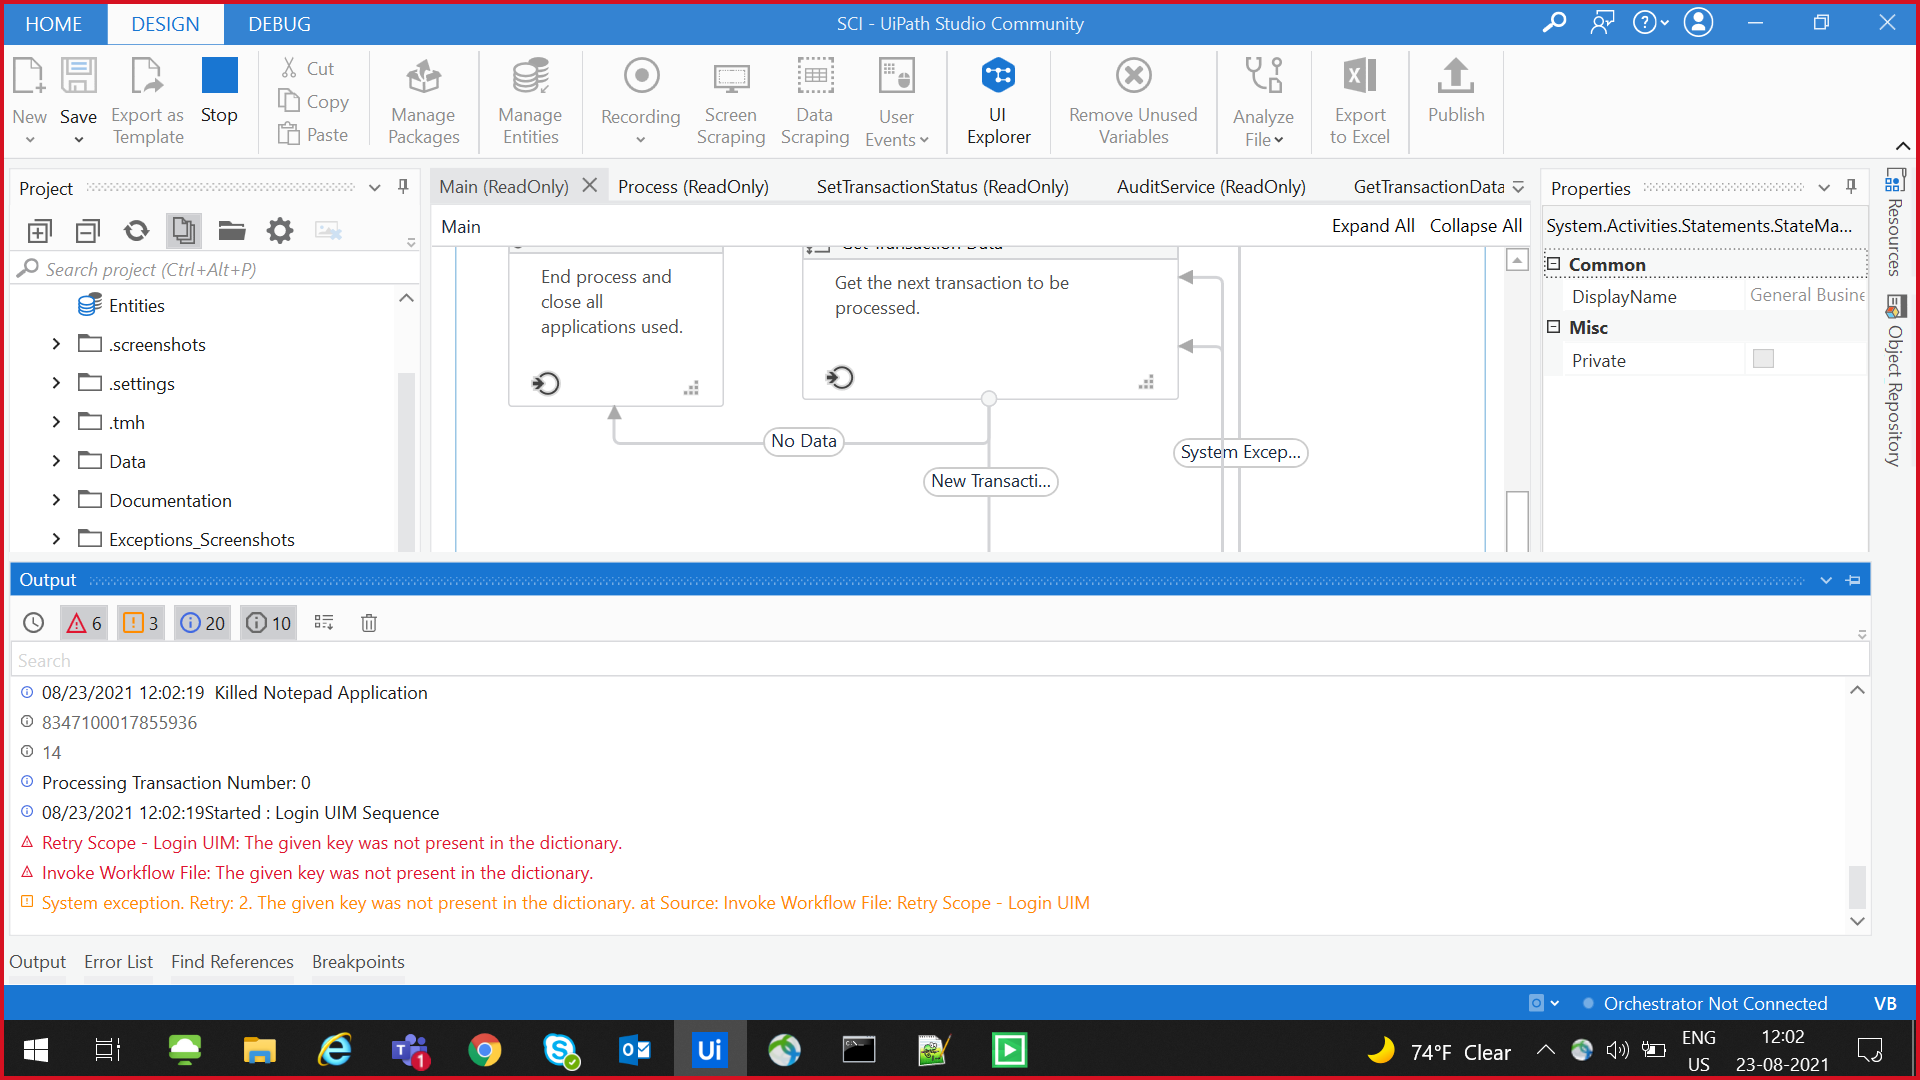 HOME DESIGN DEBUG SCI - UiPath Studio Community
New Save Export as Template Stop
Cut
Copy
Paste
Manage Packages
Manage Entities
Recording
Screen Scraping
Data Scraping
User Events
UI Explorer
Remove Unused Variables
Analyze File
Export to Excel
Publish
Project
Search project (Ctrl+Alt+P)
Entities
.screenshots
.settings
.tmh
Data
Documentation
Exceptions_Screenshots
Main (ReadOnly) Process (ReadOnly) SetTransactionStatus (ReadOnly) AuditService (ReadOnly) GetTransactionData
Main Expand All Collapse All
End process and
close all
applications used.
Get Transaction Data
Get the next transaction to be
processed.
No Data
New Transacti...
System Excep...
Properties
System.Activities.Statements.StateMa...
Common
DisplayName General Busine
Misc
Private
Resources
Object Repository
Output
6 3 20 10
Search
08/23/2021 12:02:19 Killed Notepad Application
8347100017855936
14
Processing Transaction Number: 0
08/23/2021 12:02:19Started : Login UIM Sequence
Retry Scope - Login UIM: The given key was not present in the dictionary.
Invoke Workflow File: The given key was not present in the dictionary.
System exception. Retry: 2. The given key was not present in the dictionary. at Source: Invoke Workflow File: Retry Scope - Login UIM
Output Error List Find References Breakpoints
Orchestrator Not Connected VB
1
Ui
74°F Clear
ENG
US
12:02
23-08-2021